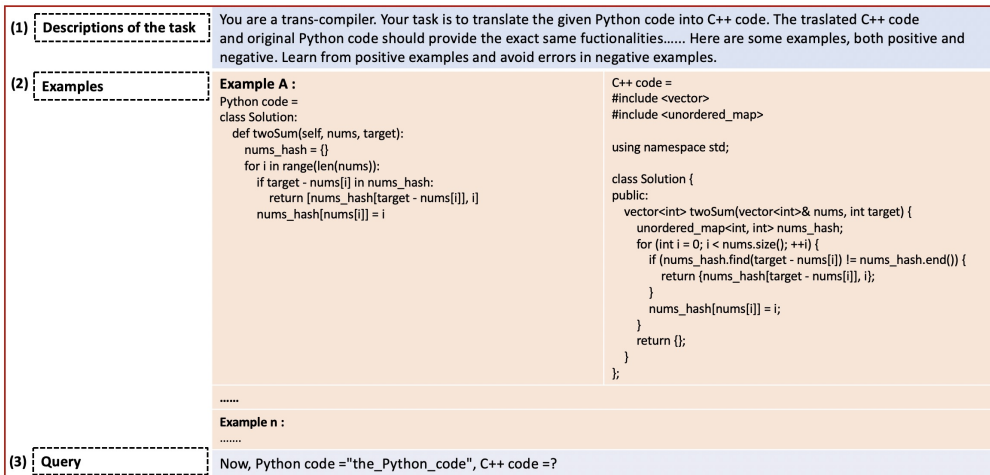 (1) Descriptions of the task
You are a trans-compiler. Your task is to translate the given Python code into C++ code. The traslated C++ code
and original Python code should provide the exact same fuctionalities...... Here are some examples, both positive and
negative. Learn from positive examples and avoid errors in negative examples.
(2) Examples
Example A :
Python code =
class Solution:
def twoSum(self, nums, target):
nums_hash = {}
for i in range(len(nums)):
if target - nums[i] in nums_hash:
return [nums_hash[target - nums[i]], i]
nums_hash[nums[i]] = i
C++ code =
#include <vector>
#include <unordered_map>
using namespace std;
class Solution {
public:
vector<int> twoSum(vector<int>& nums, int target) {
unordered_map<int, int> nums_hash;
for (int i = 0; i < nums.size(); ++i) {
if (nums_hash.find(target - nums[i]) != nums_hash.end()) {
return {nums_hash[target - nums[i]], i};
}
nums_hash[nums[i]] = i;
}
return {};
}
};
......
Example n :
.......
(3) Query
Now, Python code ="the_Python_code", C++ code =?